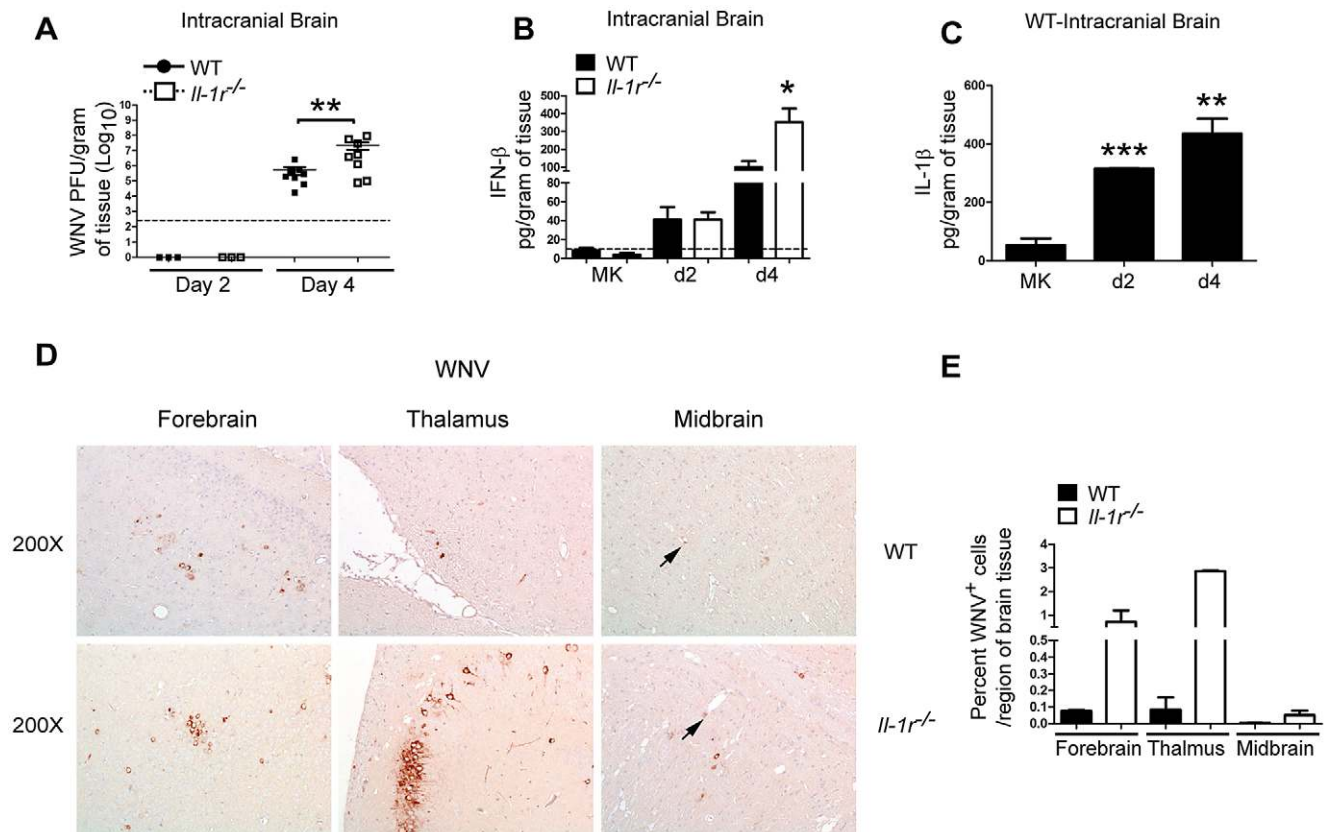 A
Intracranial Brain
WT
Il-1r-/-
**
WNV PFU/gram
of tissue (Log10)
10
9
8
7
6
5
4
3
2
1
0
Day 2
Day 4
B
Intracranial Brain
WT
Il-1r-/-
*
IFN-β
pg/gram of tissue
500
400
300
200
100
60
40
20
0
MK
d2
d4
C
WT-Intracranial Brain
***
**
IL-1β
pg/gram of tissue
600
300
0
MK
d2
d4
D
WNV
Forebrain
Thalamus
Midbrain
200X
WT
200X
Il-1r-/-
E
WT
Il-1r-/-
Percent WNV+ cells
/region of brain tissue
4
3
2
1
0.5
0.4
0.3
0.2
0.1
0.0
Forebrain
Thalmus
Midbrain